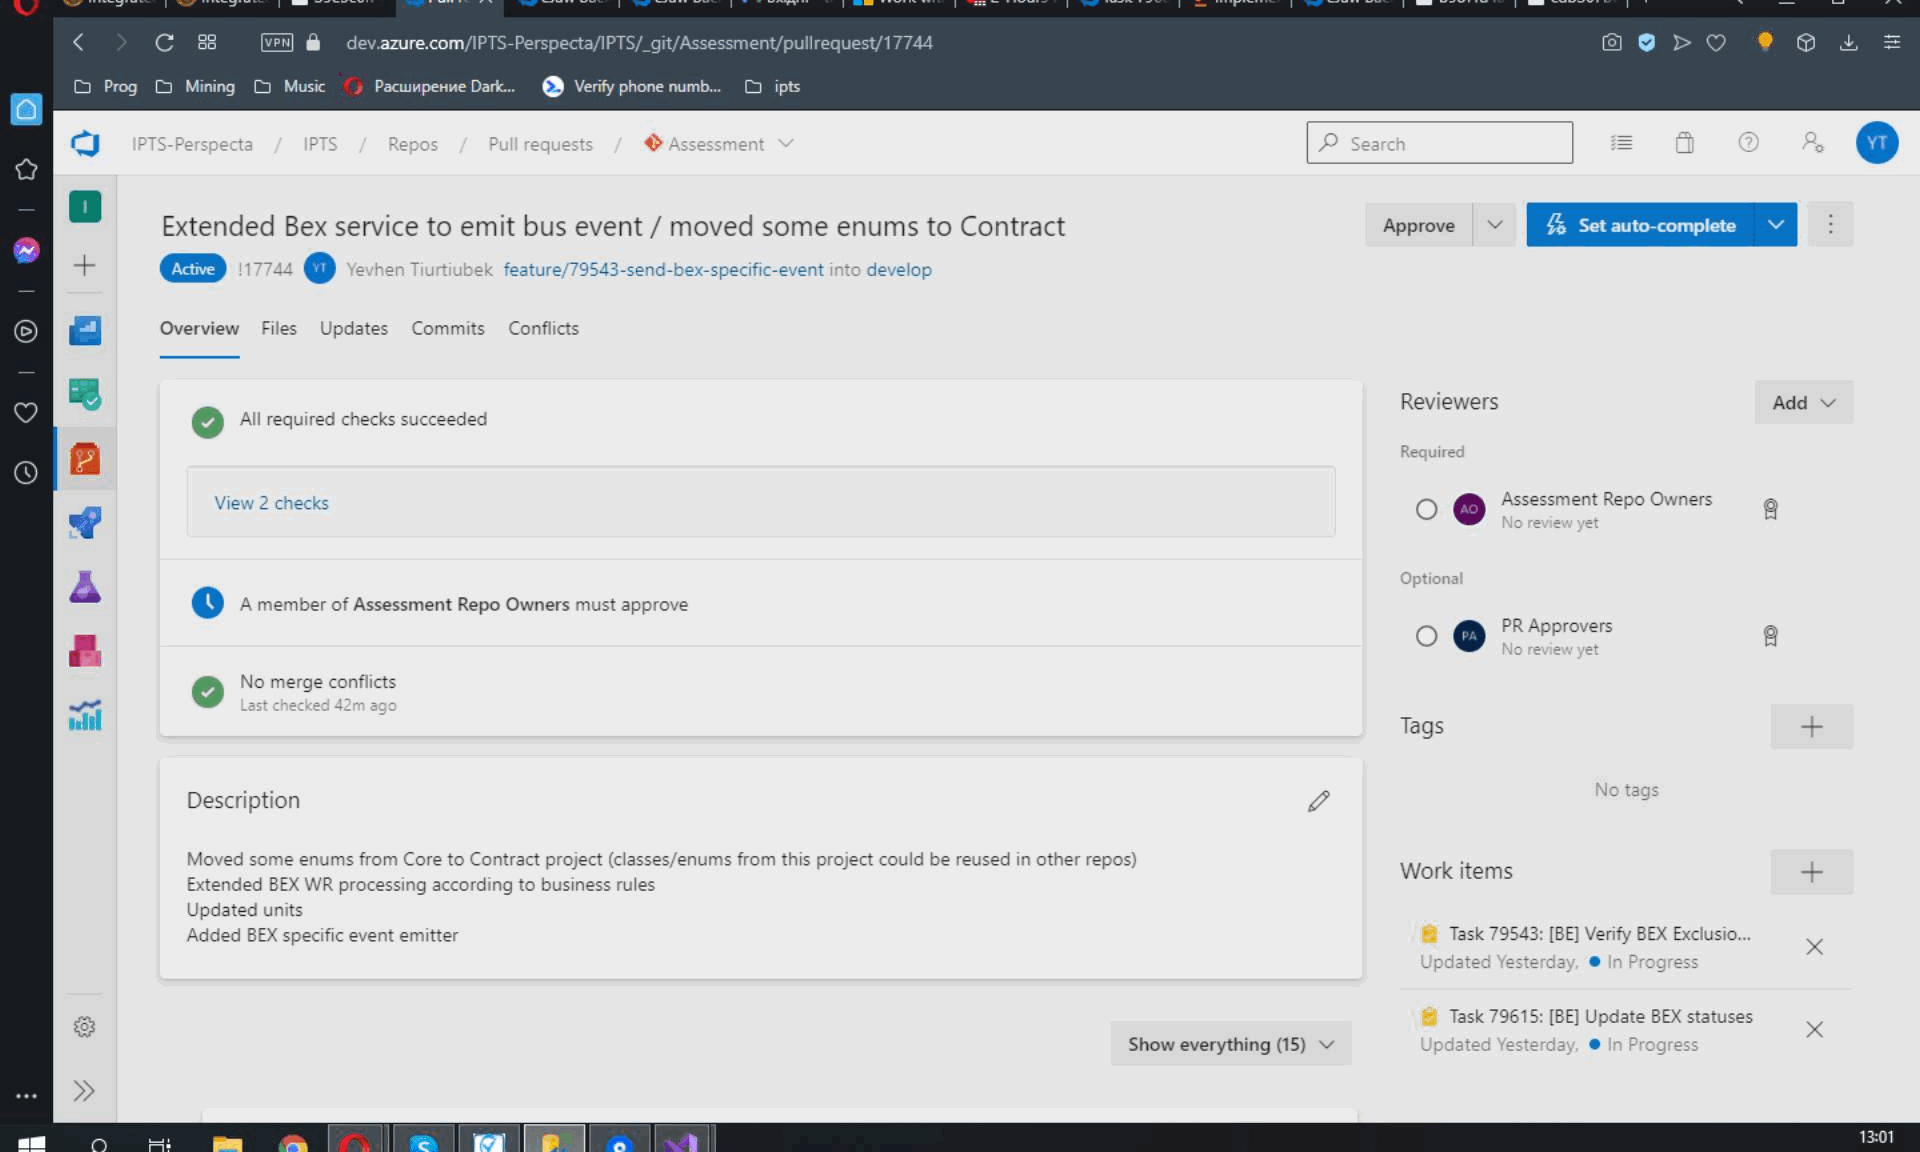 VPN
dev.azure.com/IPTS-Perspecta/IPTS/_git/Assessment/pullrequest/17744
Prog
Mining
Music
Расширение Dark...
Verify phone numb...
ipts
IPTS-Perspecta / IPTS / Repos / Pull requests / Assessment
Search
YT
I
Extended Bex service to emit bus event / moved some enums to Contract
Approve
Set auto-complete
Active !17744 YT Yevhen Tiurtiubek feature/79543-send-bex-specific-event into develop
Overview Files Updates Commits Conflicts
All required checks succeeded
View 2 checks
A member of Assessment Repo Owners must approve
No merge conflicts
Last checked 42m ago
Description
Moved some enums from Core to Contract project (classes/enums from this project could be reused in other repos)
Extended BEX WR processing according to business rules
Updated units
Added BEX specific event emitter
Show everything (15)
Reviewers
Add
Required
AO
Assessment Repo Owners
No review yet
Optional
PA
PR Approvers
No review yet
Tags
No tags
Work items
Task 79543: [BE] Verify BEX Exclusio...
Updated Yesterday, In Progress
Task 79615: [BE] Update BEX statuses
Updated Yesterday, In Progress
13:01